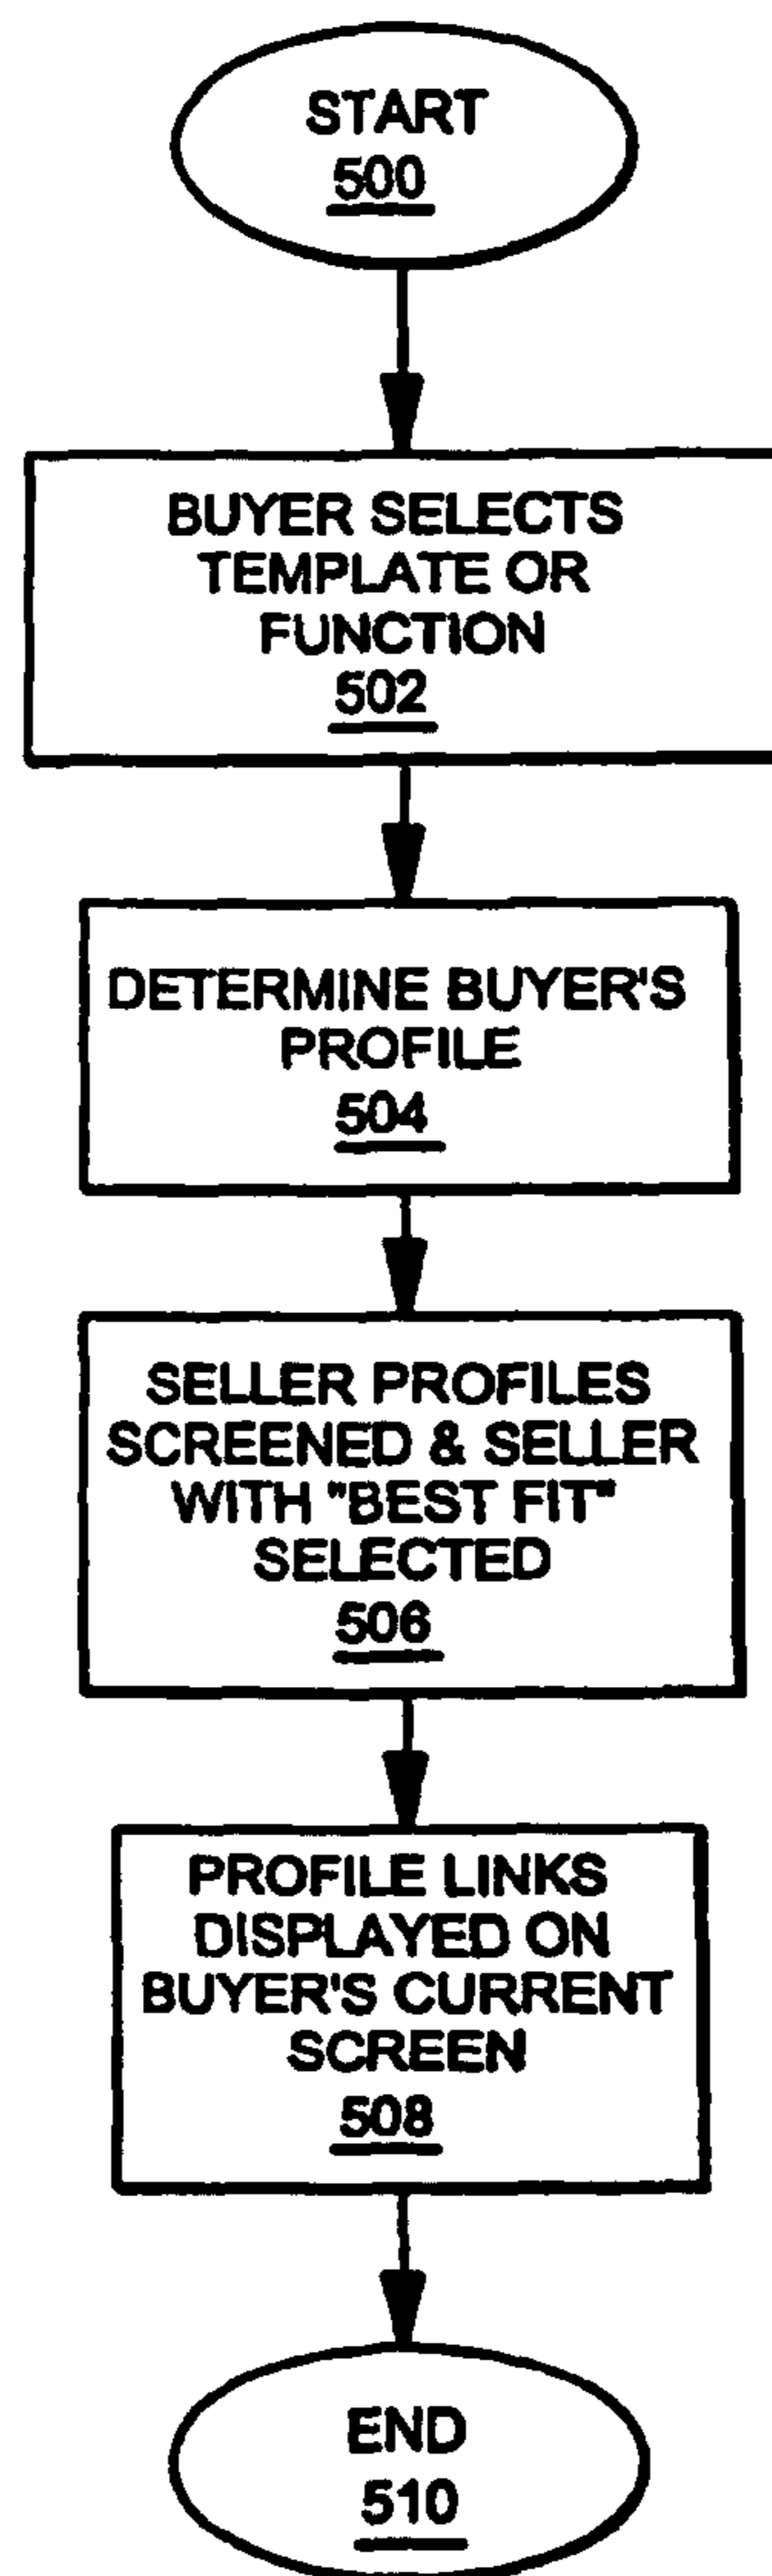 START
500
BUYER SELECTS
TEMPLATE OR
FUNCTION
502
DETERMINE BUYER'S
PROFILE
504
SELLER PROFILES
SCREENED & SELLER
WITH "BEST FIT"
SELECTED
506
PROFILE LINKS
DISPLAYED ON
BUYER'S CURRENT
SCREEN
508
END
510